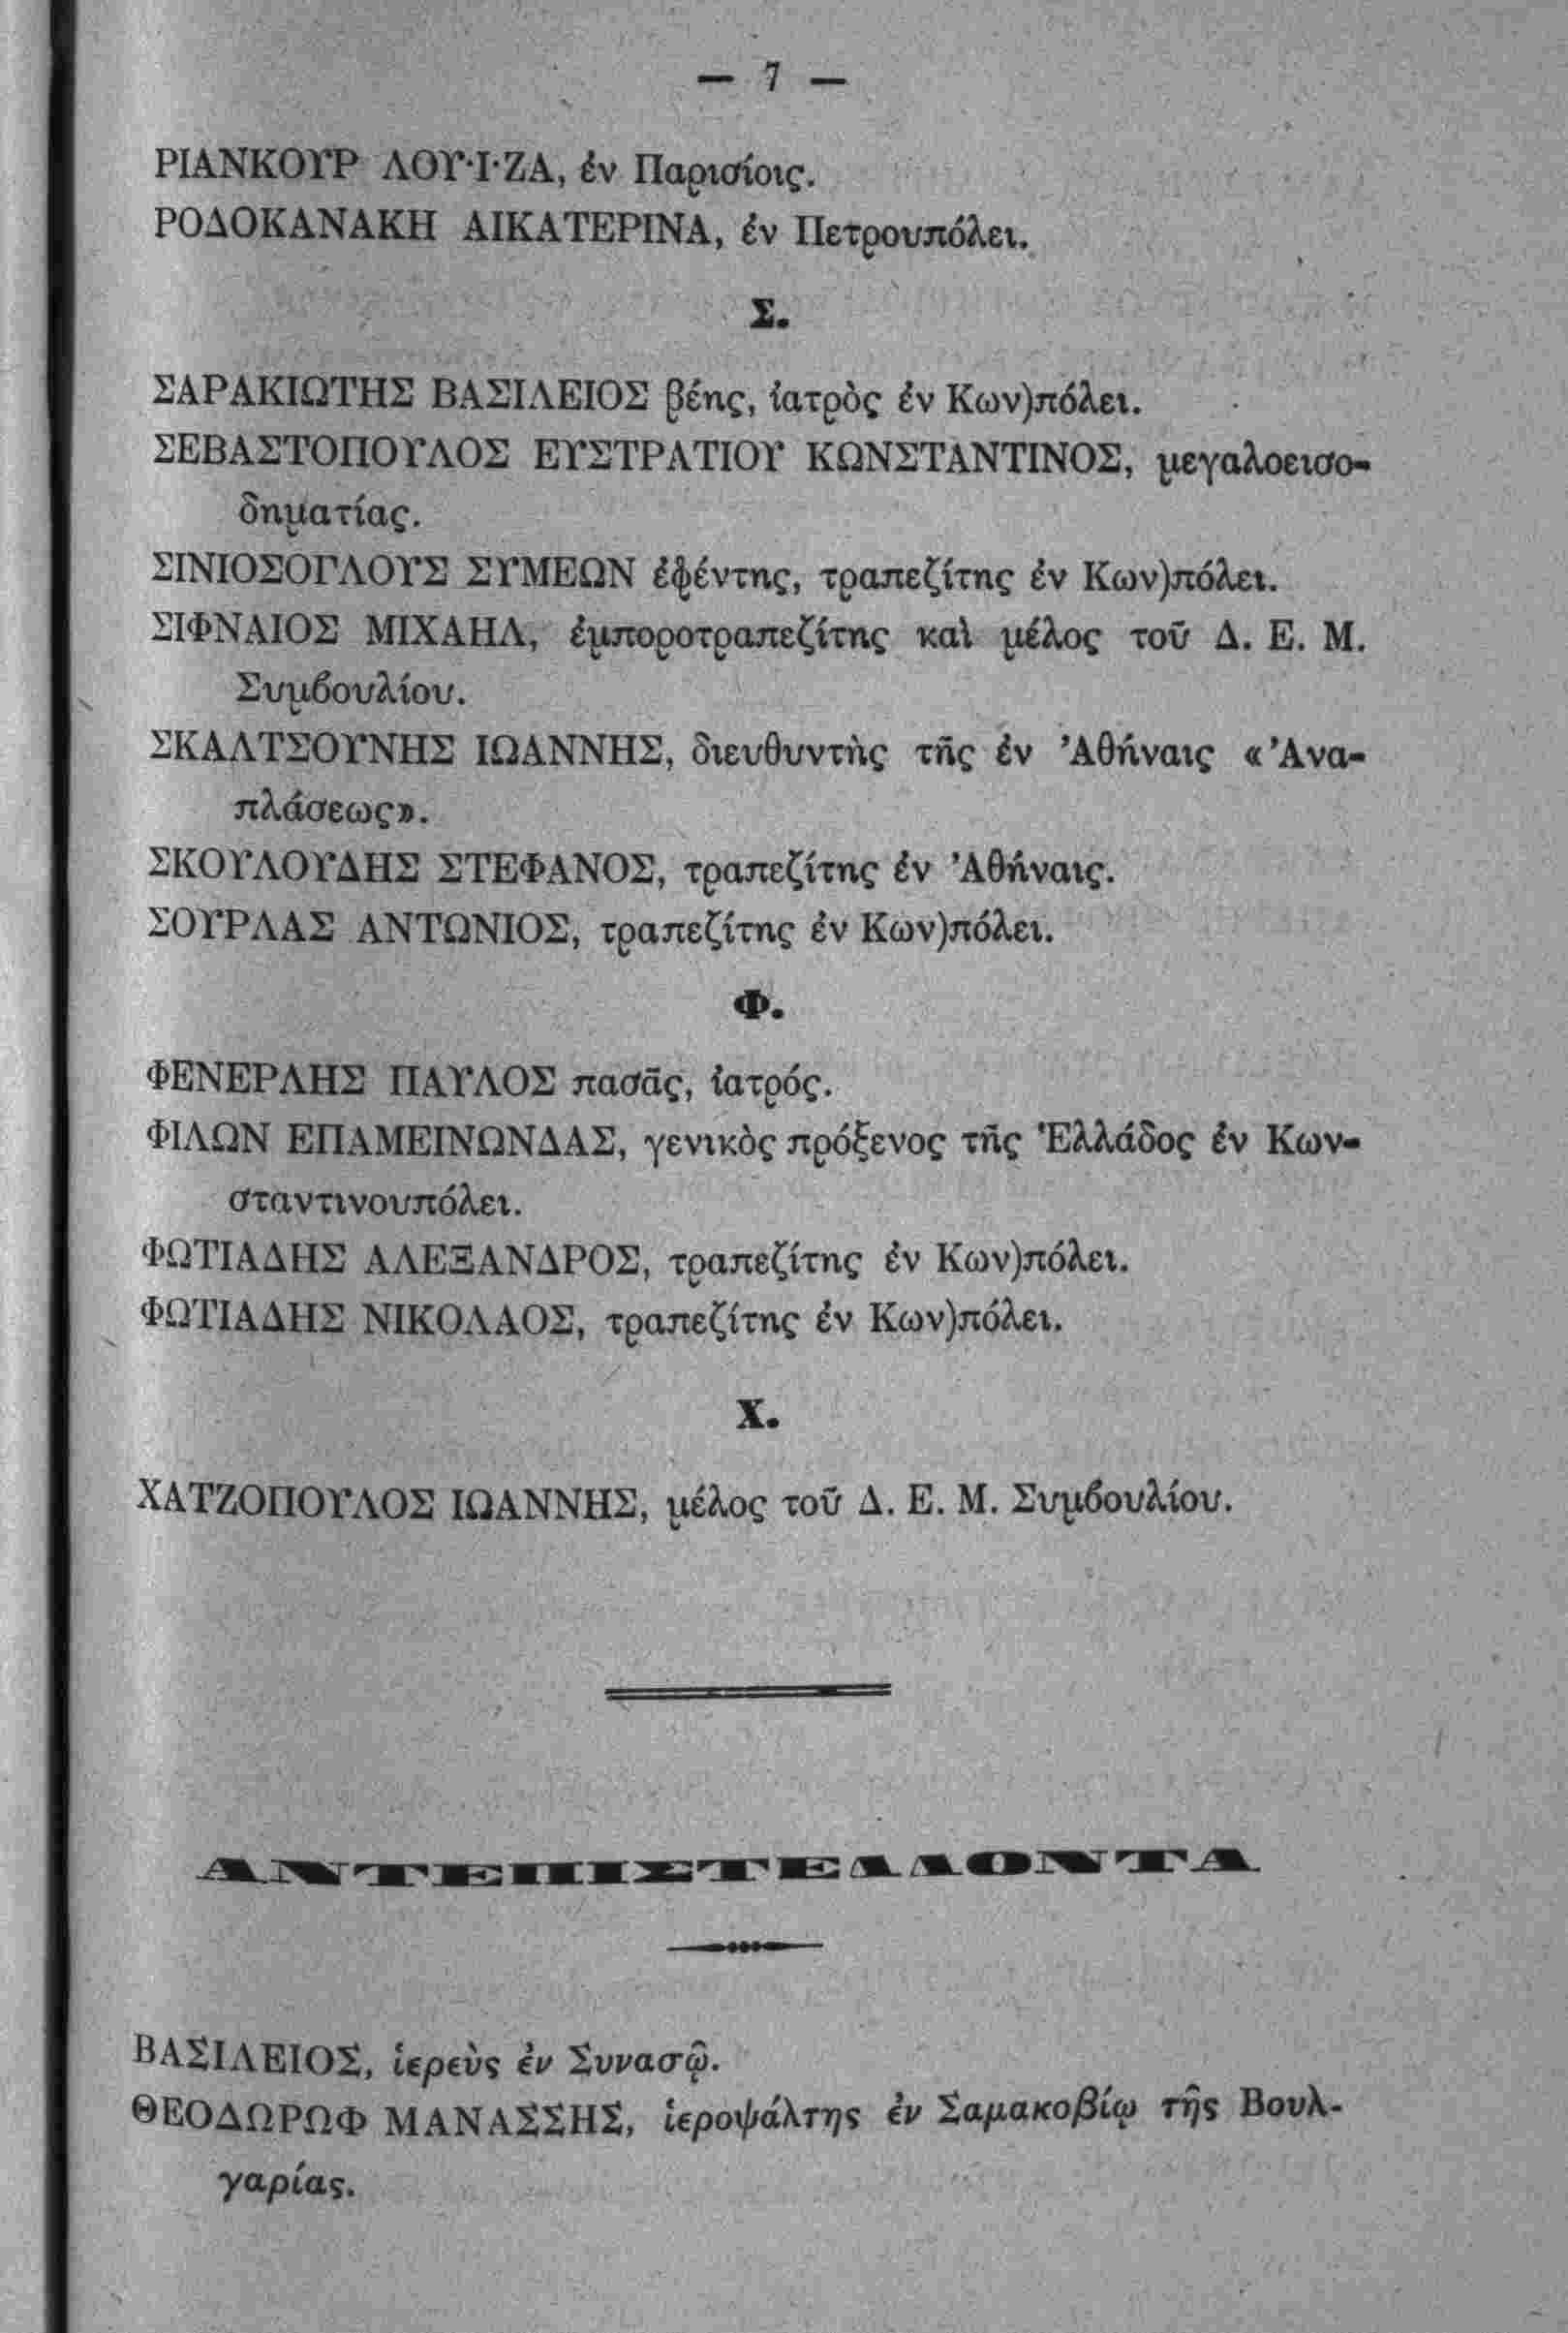 — 7 —
ΡΙΑΝΚΟΥΡ ΛΟΥ·Ι·ΖΑ, ἐν Παρισίοις.
ΡΟΔΟΚΑΝΑΚΗ ΑΙΚΑΤΕΡΙΝΑ, ἐν Πετρουπόλει.
Σ.
ΣΑΡΑΚΙΩΤΗΣ ΒΑΣΙΛΕΙΟΣ βέης, ἰατρὸς ἐν Κων)πόλει.
ΣΕΒΑΣΤΟΠΟΥΛΟΣ ΕΥΣΤΡΑΤΙΟΥ ΚΩΝΣΤΑΝΤΙΝΟΣ, μεγαλοεισο-
δηματίας.
ΣΙΝΙΟΣΟΓΛΟΥΣ ΣΥΜΕΩΝ ἐφέντης, τραπεζίτης ἐν Κων)πόλει.
ΣΙΦΝΑΙΟΣ ΜΙΧΑΗΛ, ἐμποροτραπεζίτης καὶ μέλος τοῦ Δ. Ε. Μ.
Συμβουλίου.
ΣΚΑΛΤΣΟΥΝΗΣ ΙΩΑΝΝΗΣ, διευθυντὴς τῆς ἐν Ἀθήναις «Ἀνα-
πλάσεως».
ΣΚΟΥΛΟΥΔΗΣ ΣΤΕΦΑΝΟΣ, τραπεζίτης ἐν Ἀθήναις.
ΣΟΥΡΛΑΣ ΑΝΤΩΝΙΟΣ, τραπεζίτης ἐν Κων)πόλει.
Φ.
ΦΕΝΕΡΛΗΣ ΠΑΥΛΟΣ πασᾶς, ἰατρός.
ΦΙΛΩΝ ΕΠΑΜΕΙΝΩΝΔΑΣ, γενικὸς πρόξενος τῆς Ἑλλάδος ἐν Κων-
σταντινουπόλει.
ΦΩΤΙΑΔΗΣ ΑΛΕΞΑΝΔΡΟΣ, τραπεζίτης ἐν Κων)πόλει.
ΦΩΤΙΑΔΗΣ ΝΙΚΟΛΑΟΣ, τραπεζίτης ἐν Κων)πόλει.
Χ.
ΧΑΤΖΟΠΟΥΛΟΣ ΙΩΑΝΝΗΣ, μέλος τοῦ Δ. Ε. Μ. Συμβουλίου.
ΑΝΤΕΠΙΣΤΕΛΛΟΝΤΑ
ΒΑΣΙΛΕΙΟΣ, ἱερεὺς ἐν Συνασῷ.
ΘΕΟΔΩΡΩΦ ΜΑΝΑΣΣΗΣ, ἱεροψάλτης ἐν Σαμακοβίῳ τῆς Βουλ-
γαρίας.